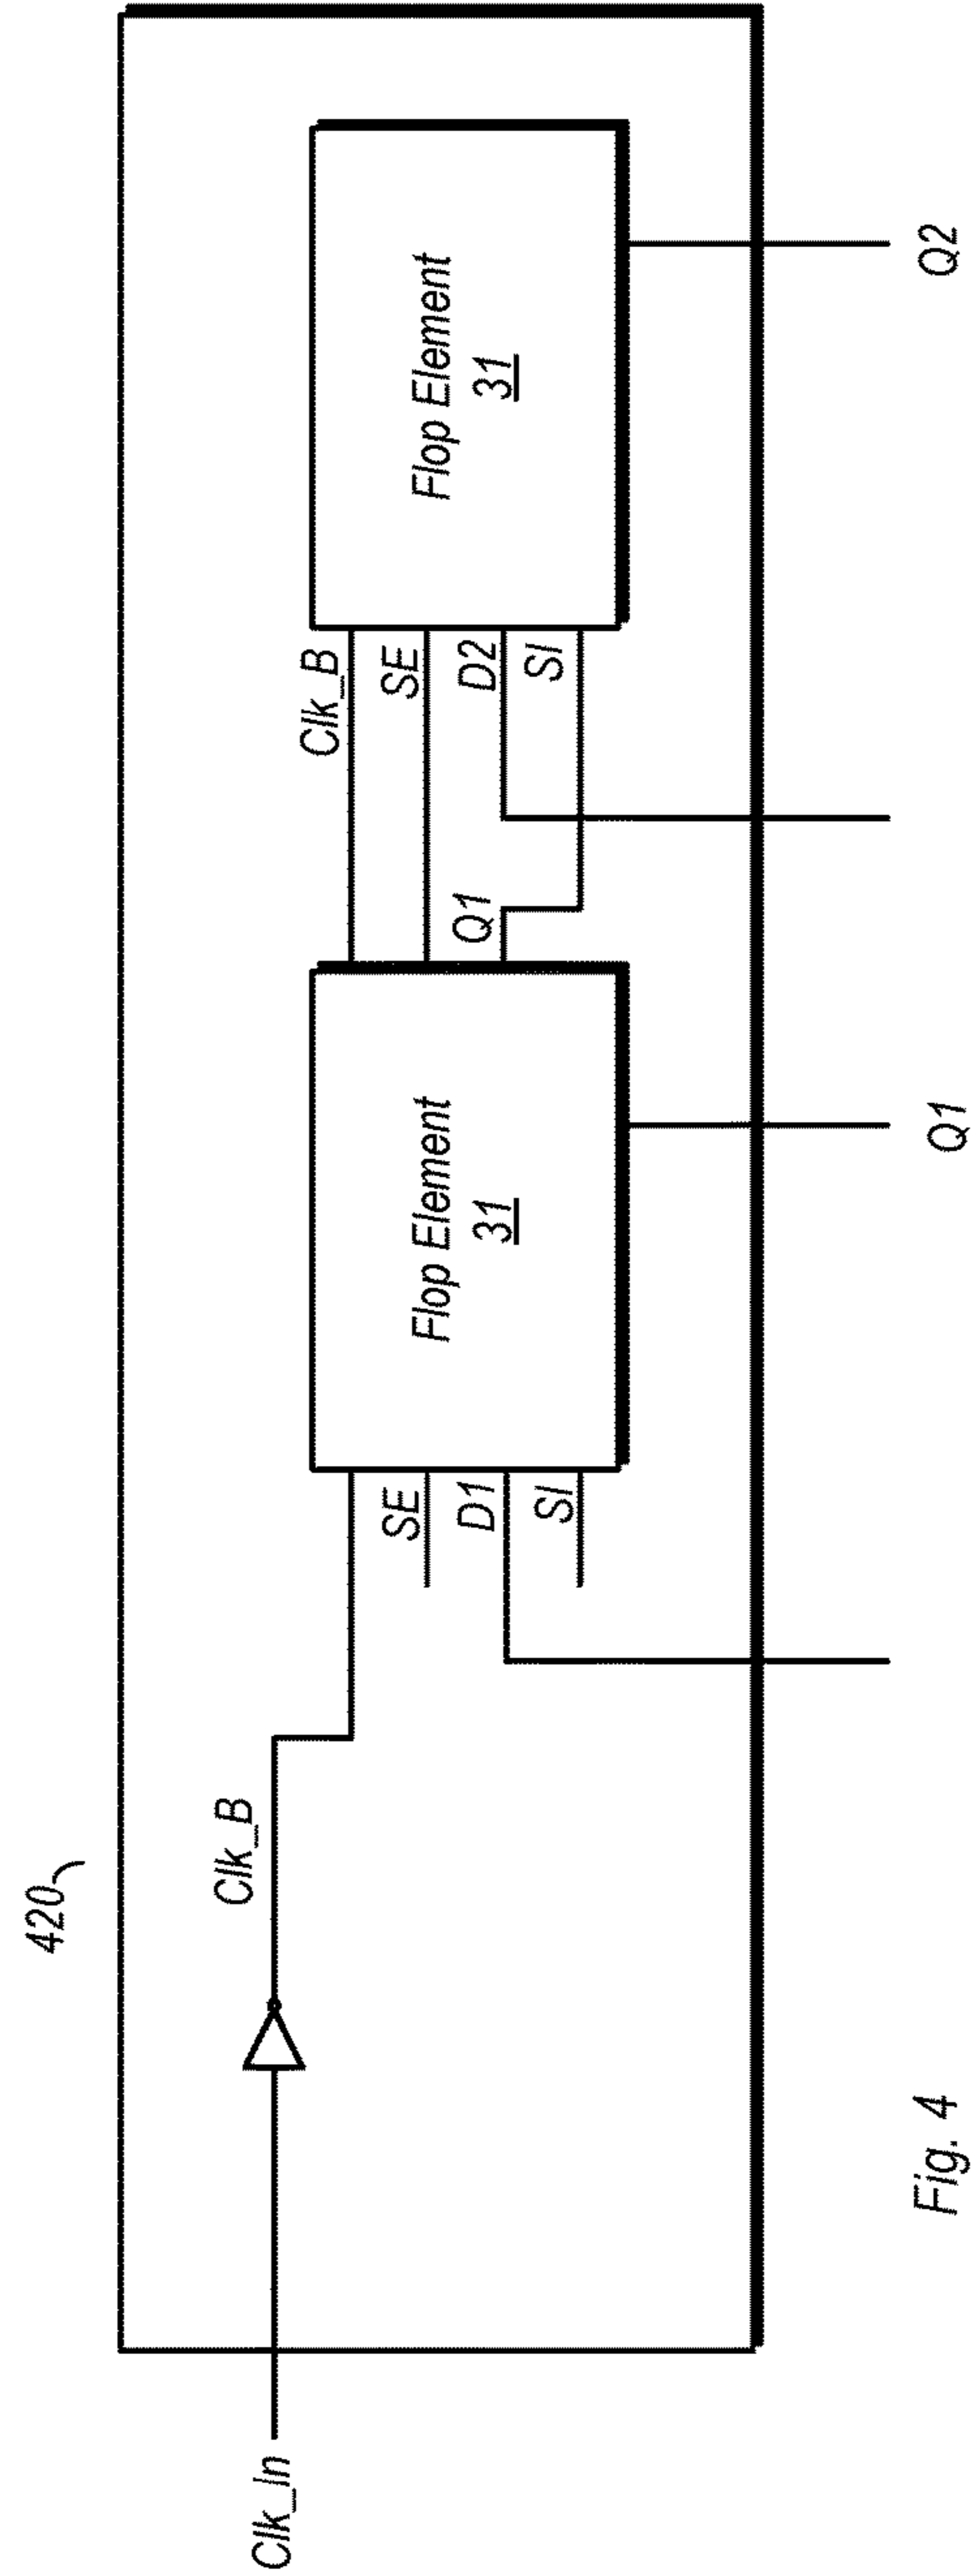 420
Clk_In
Clk_B
SE
D1
SI
Flop Element
31
Q1
Clk_B
SE
D2
SI
Flop Element
31
Q1
Q2
Fig. 4